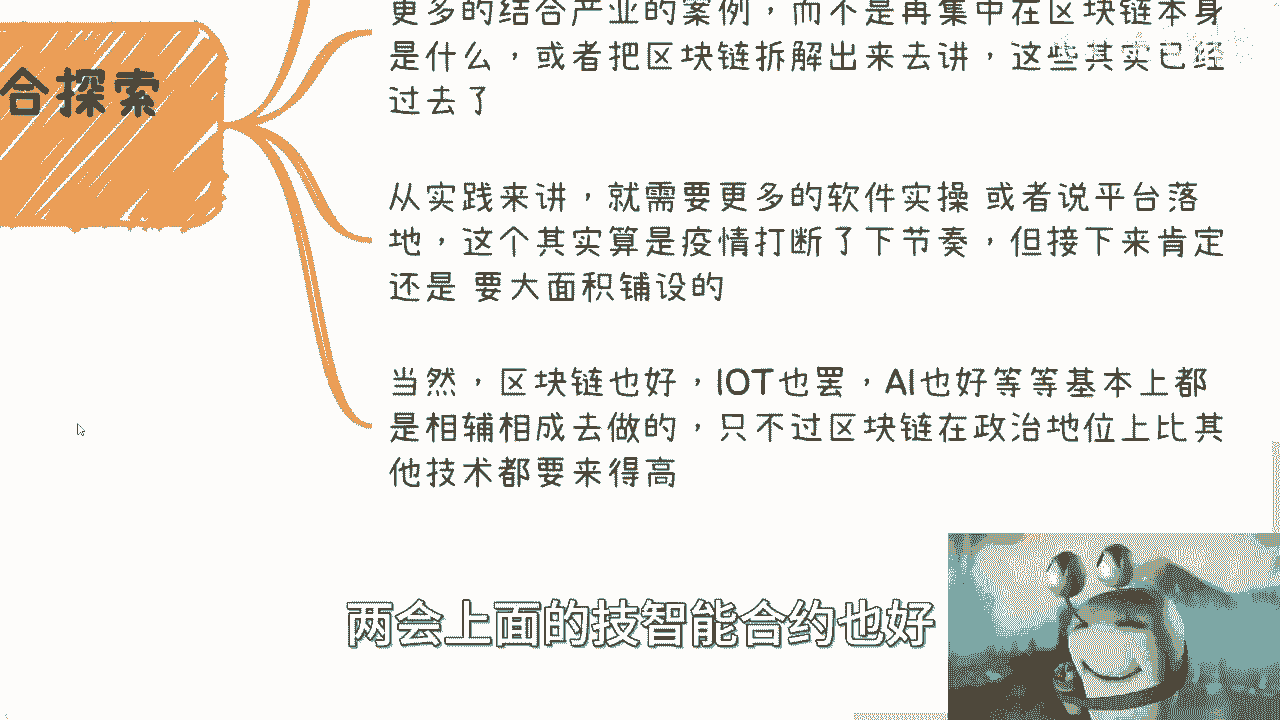 更多的结合产业的案例，而不是再集中在区块链本身
是什么，或者把区块链拆解出来去讲，这些其实已经
过去了
合探索
从实践来讲，就需要更多的软件实操 或者说平台落
地，这个其实算是疫情打断了下节奏，但接下来肯定
还是 要大面积铺设的
当然，区块链也好，IOT也罢，AI也好等等基本上都
是相辅相成去做的，只不过区块链在政治地位上比其
他技术都要来得高
两会上面的技智能合约也好